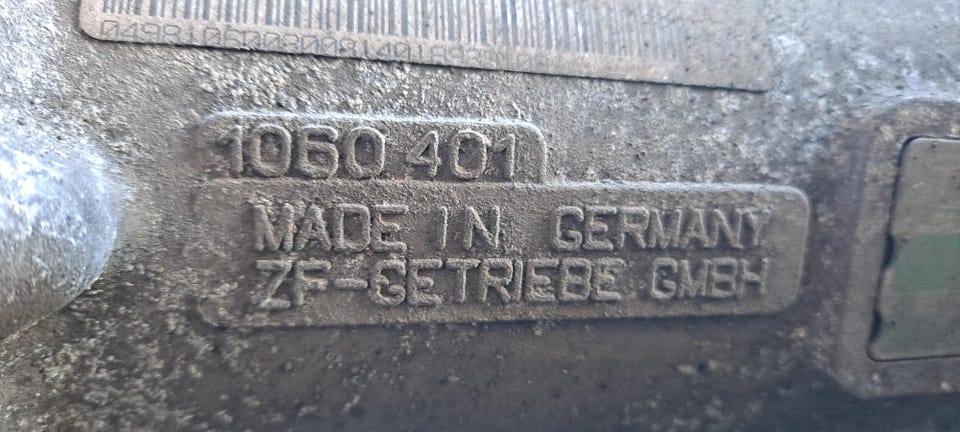 1060 401
MADE IN GERMANY
ZF-GETRIEBE GMBH